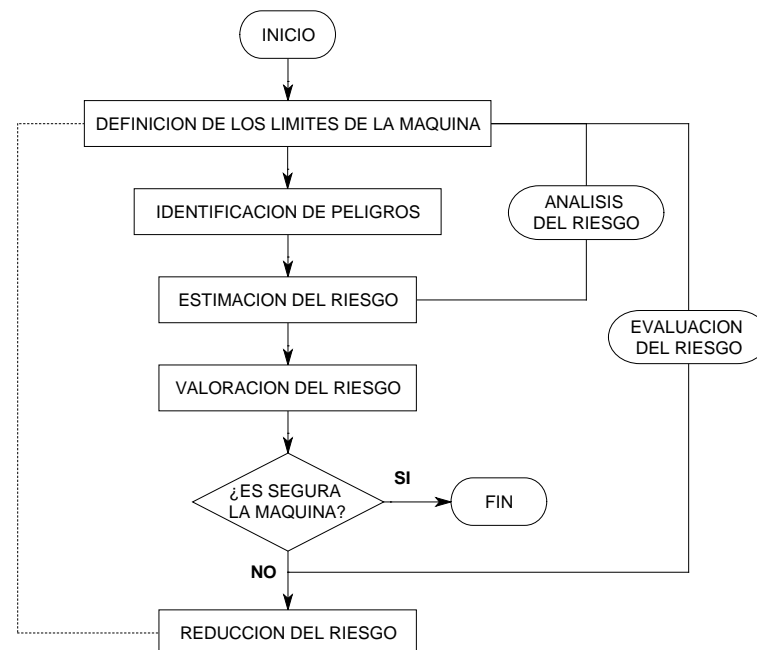 INICIO
DEFINICION DE LOS LIMITES DE LA MAQUINA
IDENTIFICACION DE PELIGROS
ANALISIS
DEL RIESGO
ESTIMACION DEL RIESGO
EVALUACION
DEL RIESGO
VALORACION DEL RIESGO
¿ES SEGURA
LA MAQUINA?
SI
FIN
NO
REDUCCION DEL RIESGO